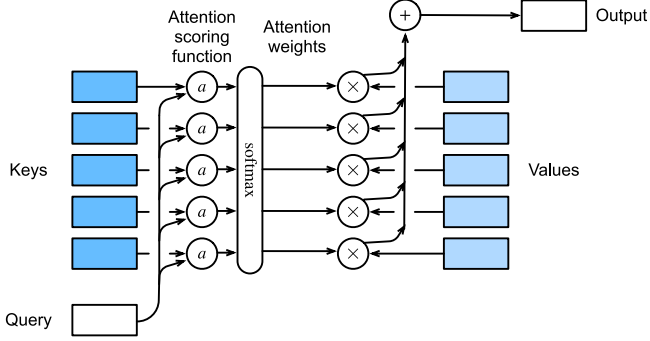 Attention
scoring
function
Attention
weights
+
Output
a
a
a
a
a
softmax
×
×
×
×
×
Keys
Values
Query